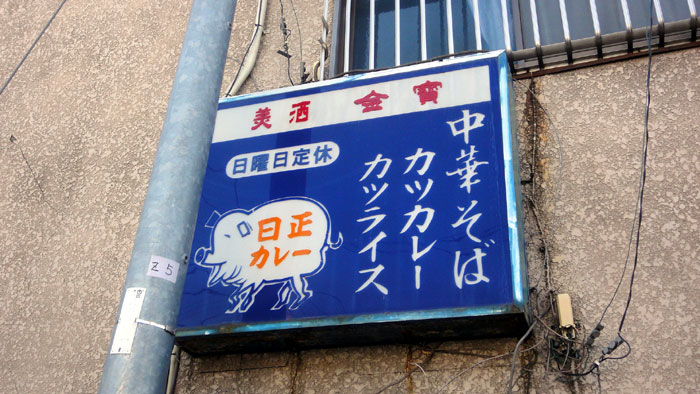 美酒 金寳
日曜日定休
中華そば
カツカレー
カツライス
日正
カレー
Z5